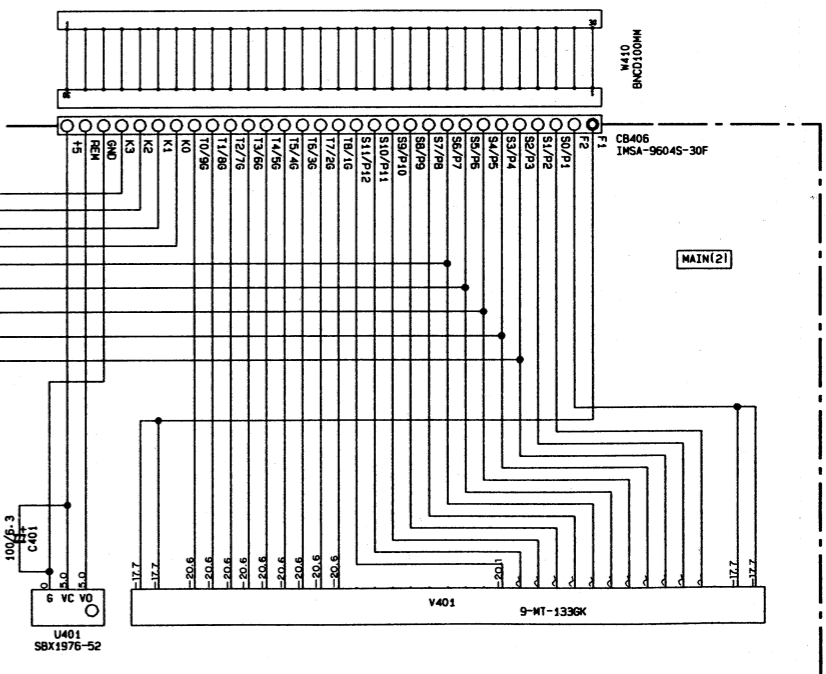 1
30
W410
BNCD100MM
30
1
+5
REM
GND
K3
K2
K1
K0
T0/9G
T1/8G
T2/7G
T3/6G
T4/5G
T5/4G
T6/3G
T7/2G
T8/1G
S11/P12
S10/P11
S9/P10
S8/P9
S7/P8
S6/P7
S5/P6
S4/P5
S3/P4
S2/P3
S1/P2
S0/P1
F2
F1
CB406
IMSA-9604S-30F
MAIN(2)
100/6.3
+
C401
0
5.0
5.0
G VC VO
U401
SBX1976-52
-17.7
-17.7
-20.6
-20.6
-20.6
-20.6
-20.6
-20.6
-20.6
-20.6
-20.6
-20.1
-17.7
-17.7
V401
9-MT-133GK